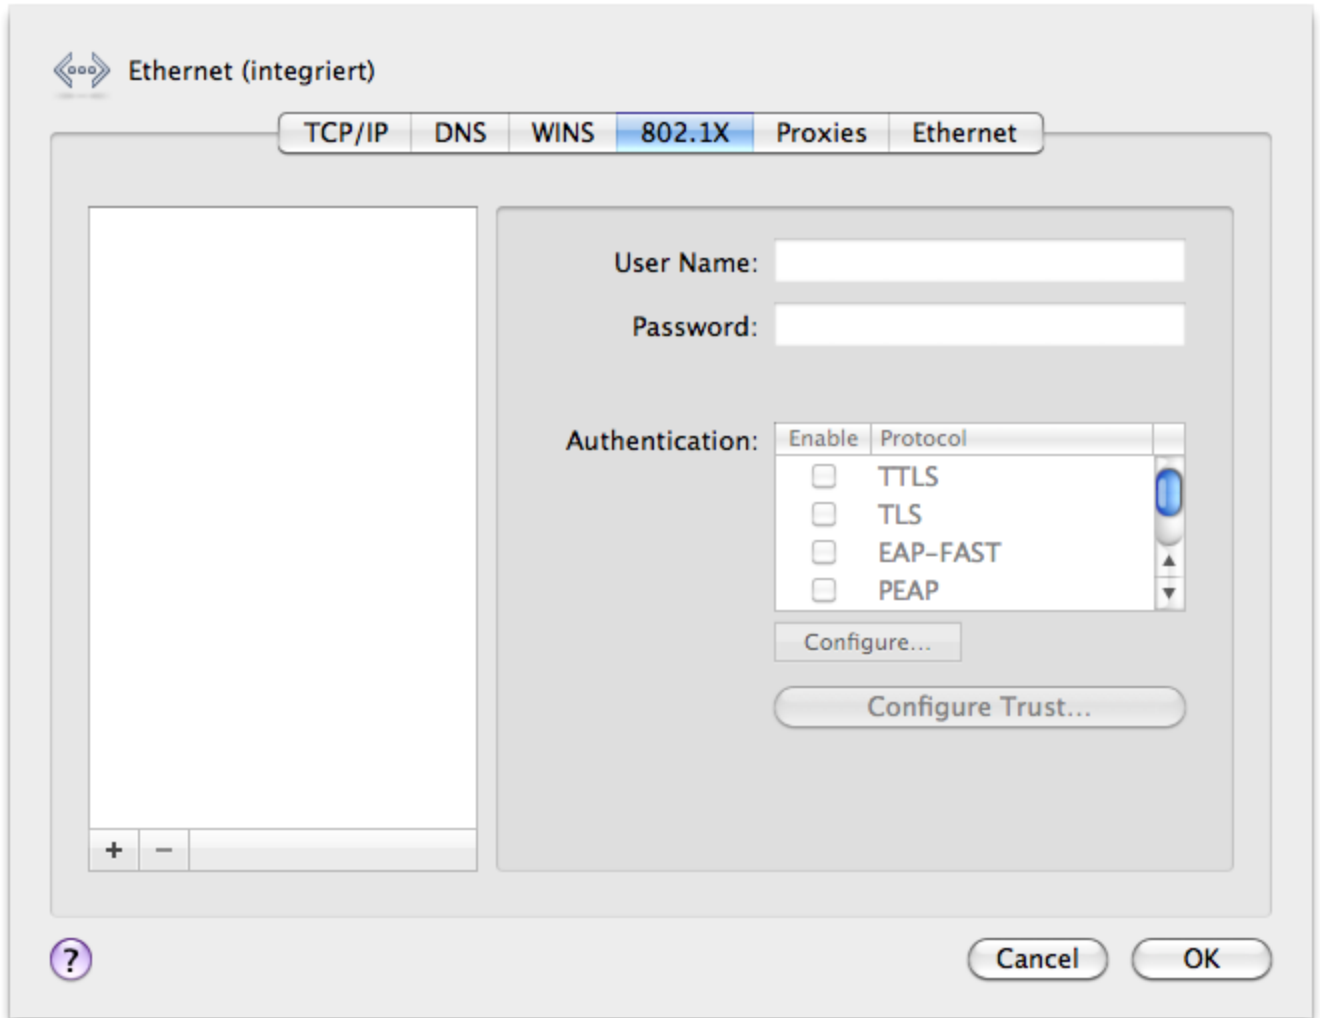 Ethernet (integriert)
TCP/IP DNS WINS 802.1X Proxies Ethernet
User Name:
Password:
Authentication: Enable Protocol
TTLS
TLS
EAP-FAST
PEAP
Configure...
Configure Trust...
+ −
? Cancel OK